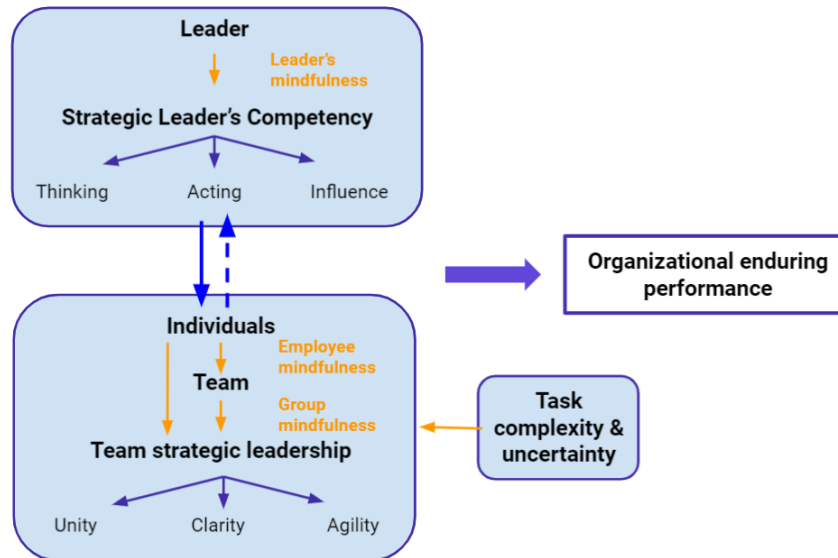 Leader
Leader's
mindfulness
Strategic Leader's Competency
Thinking
Acting
Influence
Organizational enduring
performance
Individuals
Employee
mindfulness
Team
Group
mindfulness
Team strategic leadership
Unity
Clarity
Agility
Task
complexity &
uncertainty